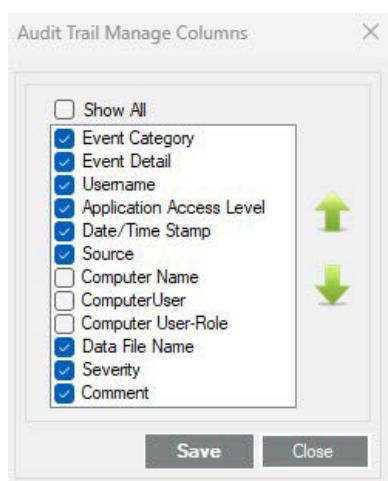 Audit Trail Manage Columns
Show All
Event Category
Event Detail
Username
Application Access Level
Date/Time Stamp
Source
Computer Name
ComputerUser
Computer User-Role
Data File Name
Severity
Comment
Save Close